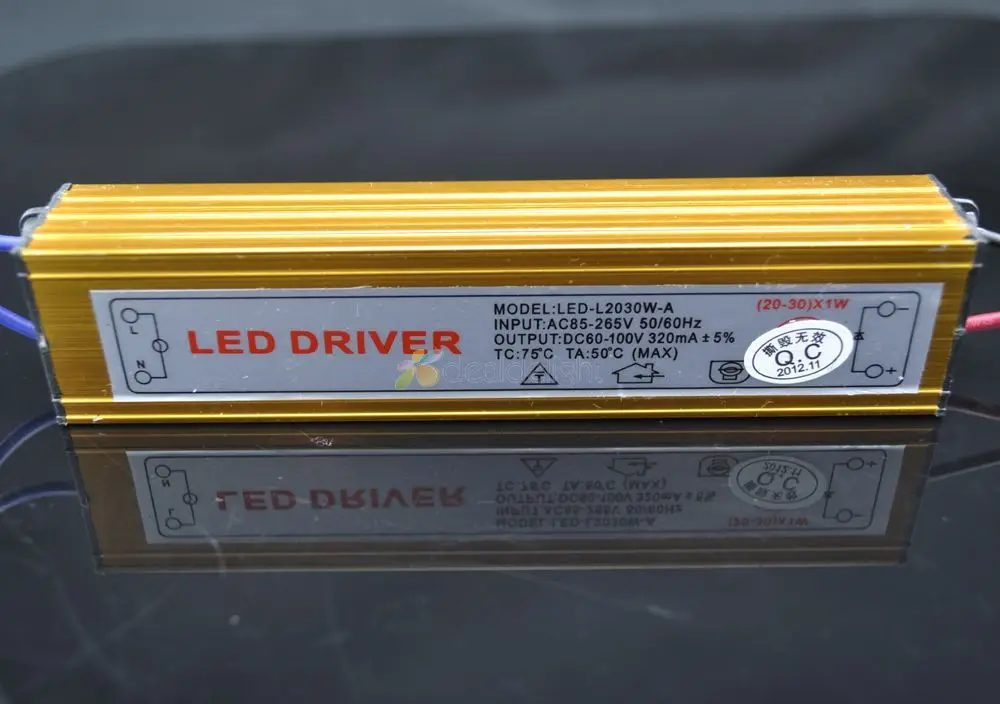 L
N
LED DRIVER
MODEL:LED-L2030W-A
INPUT:AC85-265V 50/60Hz
OUTPUT:DC60-100V 320mA ± 5%
TC:75°C TA:50°C (MAX)
(20-30)X1W
撕毁无效
Q.C
2012.11
−
+